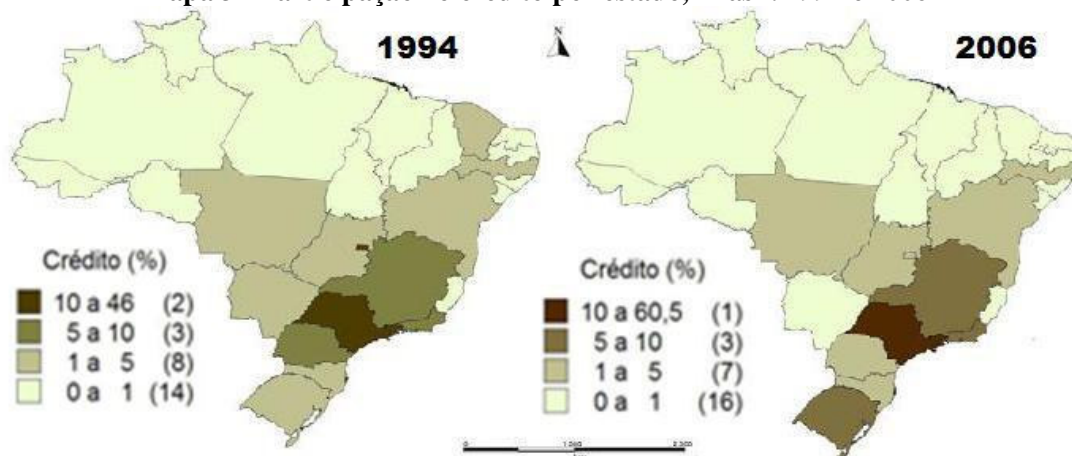 1994
N
2006
Crédito (%)
10 a 46 (2)
5 a 10 (3)
1 a 5 (8)
0 a 1 (14)
Crédito (%)
10 a 60,5 (1)
5 a 10 (3)
1 a 5 (7)
0 a 1 (16)